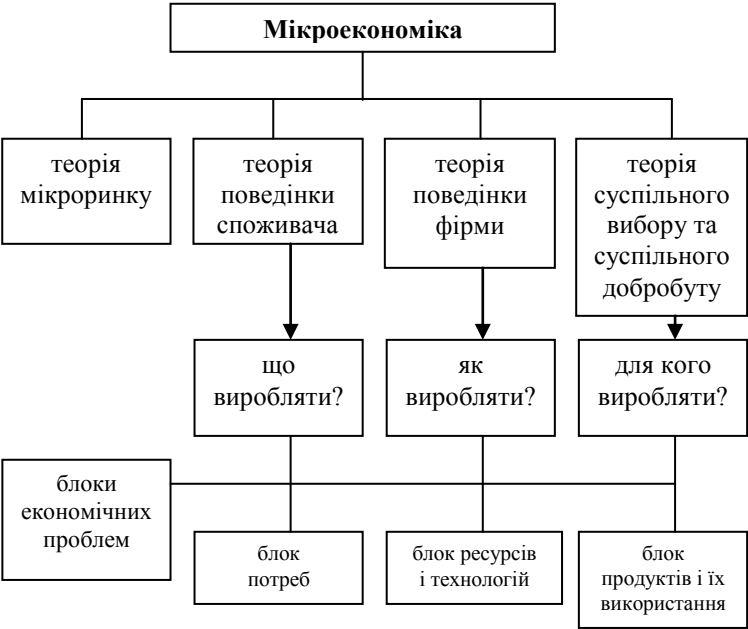 Мікроекономіка
теорія
мікроринку
теорія
поведінки
споживача
теорія
поведінки
фірми
теорія
суспільного
вибору та
суспільного
добробуту
що
виробляти?
як
виробляти?
для кого
виробляти?
блоки
економічних
проблем
блок
потреб
блок ресурсів
і технологій
блок
продуктів і їх
використання